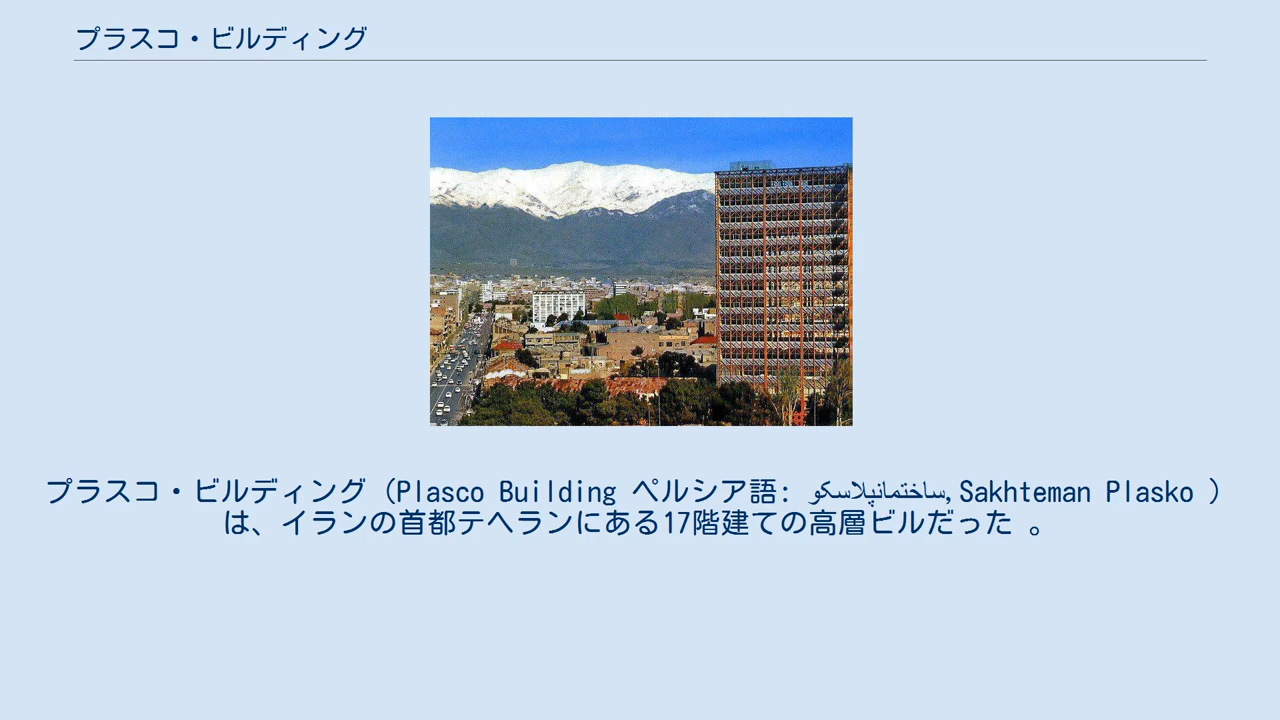 プラスコ・ビルディング
プラスコ・ビルディング（Plasco Building ペルシア語: ساختمانپلاسکو, Sakhteman Plasko ）
は、イランの首都テヘランにある17階建ての高層ビルだった 。